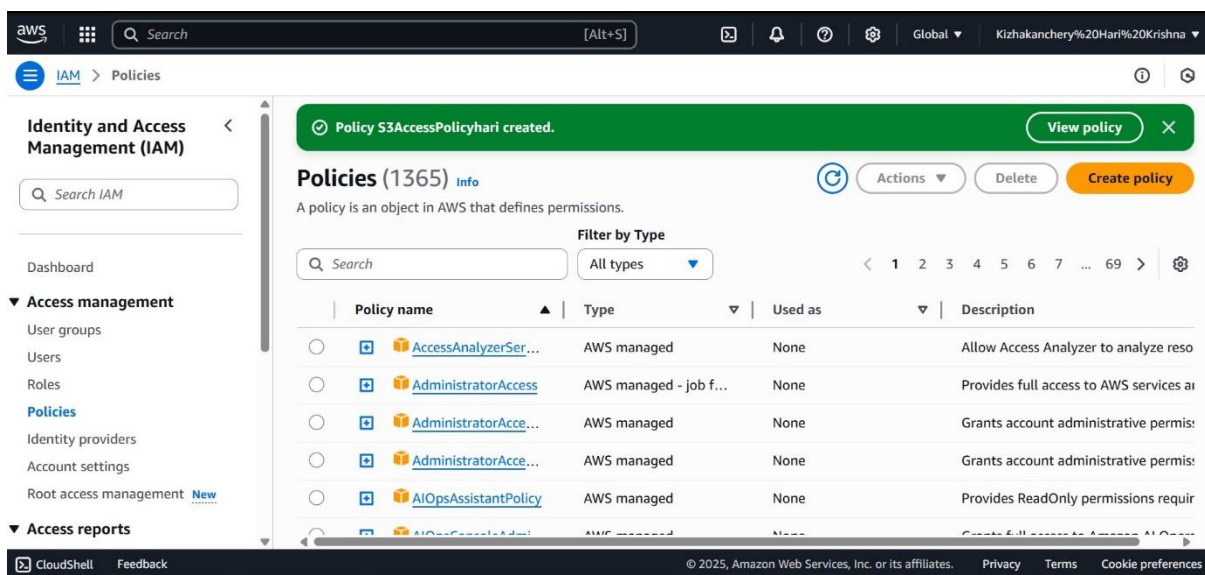 aws Search [Alt+S] Global Kizhakanchery%20Hari%20Krishna
IAM > Policies
Identity and Access Management (IAM)
Search IAM
Dashboard
Access management
User groups
Users
Roles
Policies
Identity providers
Account settings
Root access management New
Access reports
Policy S3AccessPolicyhari created. View policy
Policies (1365) Info Actions Delete Create policy
A policy is an object in AWS that defines permissions.
Filter by Type
Search All types 1 2 3 4 5 6 7 ... 69
Policy name Type Used as Description
AccessAnalyzerSer... AWS managed None Allow Access Analyzer to analyze reso
AdministratorAccess AWS managed - job f... None Provides full access to AWS services
AdministratorAcce... AWS managed None Grants account administrative permis
AdministratorAcce... AWS managed None Grants account administrative permis
AIOpsAssistantPolicy AWS managed None Provides ReadOnly permissions requir
CloudShell Feedback © 2025, Amazon Web Services, Inc. or its affiliates. Privacy Terms Cookie preferences